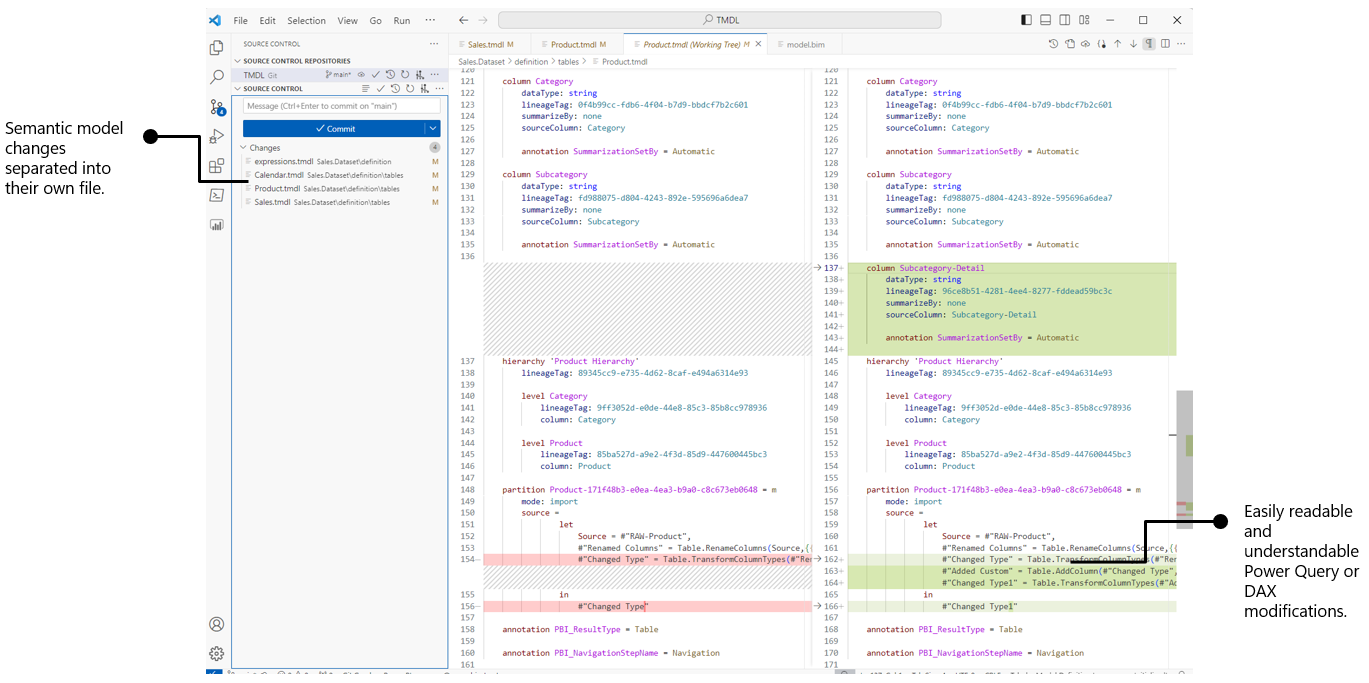 File Edit Selection View Go Run ···
TMDL
SOURCE CONTROL
SOURCE CONTROL REPOSITORIES
TMDL Git
main*
SOURCE CONTROL
Message (Ctrl+Enter to commit on "main")
Commit
Changes
4
expressions.tmdl Sales.Dataset\definition M
Calendar.tmdl Sales.Dataset\definition\tables M
Product.tmdl Sales.Dataset\definition\tables M
Sales.tmdl Sales.Dataset\definition\tables M
Semantic model
changes
separated into
their own file.
Sales.tmdl M
Product.tmdl M
Product.tmdl (Working Tree) M
model.bim
Sales.Dataset > definition > tables > Product.tmdl
120
121 column Category
122 dataType: string
123 lineageTag: 0f4b99cc-fdb6-4f04-b7d9-bbdcf7b2c601
124 summarizeBy: none
125 sourceColumn: Category
126
127 annotation SummarizationSetBy = Automatic
128
129 column Subcategory
130 dataType: string
131 lineageTag: fd988075-d804-4243-892e-595696a6dea7
132 summarizeBy: none
133 sourceColumn: Subcategory
134
135 annotation SummarizationSetBy = Automatic
136
137 hierarchy 'Product Hierarchy'
138 lineageTag: 89345cc9-e735-4d62-8caf-e494a6314e93
139
140 level Category
141 lineageTag: 9ff3052d-e0de-44e8-85c3-85b8cc978936
142 column: Category
143
144 level Product
145 lineageTag: 85ba527d-a9e2-4f3d-85d9-447600445bc3
146 column: Product
147
148 partition Product-171f48b3-e0ea-4ea3-b9a0-c8c673eb0648 = m
149 mode: import
150 source =
151 let
152 Source = #"RAW-Product",
153 #"Renamed Columns" = Table.RenameColumns(Source,{{
154− #"Changed Type" = Table.TransformColumnTypes(#"Re
155 in
156− #"Changed Type"
157
158 annotation PBI_ResultType = Table
159
160 annotation PBI_NavigationStepName = Navigation
161
120
121 column Category
122 dataType: string
123 lineageTag: 0f4b99cc-fdb6-4f04-b7d9-bbdcf7b2c601
124 summarizeBy: none
125 sourceColumn: Category
126
127 annotation SummarizationSetBy = Automatic
128
129 column Subcategory
130 dataType: string
131 lineageTag: fd988075-d804-4243-892e-595696a6dea7
132 summarizeBy: none
133 sourceColumn: Subcategory
134
135 annotation SummarizationSetBy = Automatic
136
137+ column Subcategory-Detail
138+ dataType: string
139+ lineageTag: 96ce8b51-4281-4ee4-8277-fddead59bc3c
140+ summarizeBy: none
141+ sourceColumn: Subcategory-Detail
142+
143+ annotation SummarizationSetBy = Automatic
144+
145 hierarchy 'Product Hierarchy'
146 lineageTag: 89345cc9-e735-4d62-8caf-e494a6314e93
147
148 level Category
149 lineageTag: 9ff3052d-e0de-44e8-85c3-85b8cc978936
150 column: Category
151
152 level Product
153 lineageTag: 85ba527d-a9e2-4f3d-85d9-447600445bc3
154 column: Product
155
156 partition Product-171f48b3-e0ea-4ea3-b9a0-c8c673eb0648 = m
157 mode: import
158 source =
159 let
160 Source = #"RAW-Product",
161 #"Renamed Columns" = Table.RenameColumns(Source,{{
162+ #"Changed Type" = Table.TransformColumnTypes(#"Re
163+ #"Added Custom" = Table.AddColumn(#"Changed Type",
164+ #"Changed Type1" = Table.TransformColumnTypes(#"Ad
165 in
166+ #"Changed Type1"
167
168 annotation PBI_ResultType = Table
169
170 annotation PBI_NavigationStepName = Navigation
171
Easily readable
and
understandable
Power Query or
DAX
modifications.